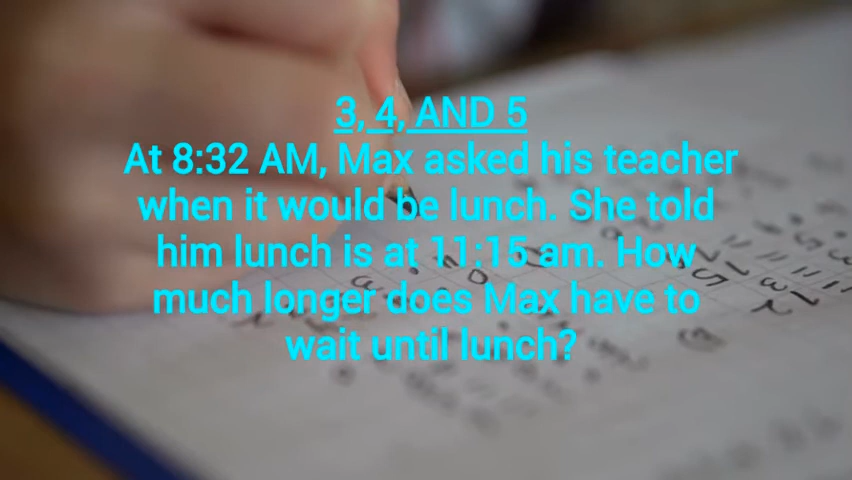 3, 4, AND 5
At 8:32 AM, Max asked his teacher
when it would be lunch. She told
him lunch is at 11:15 am. How
much longer does Max have to
wait until lunch?